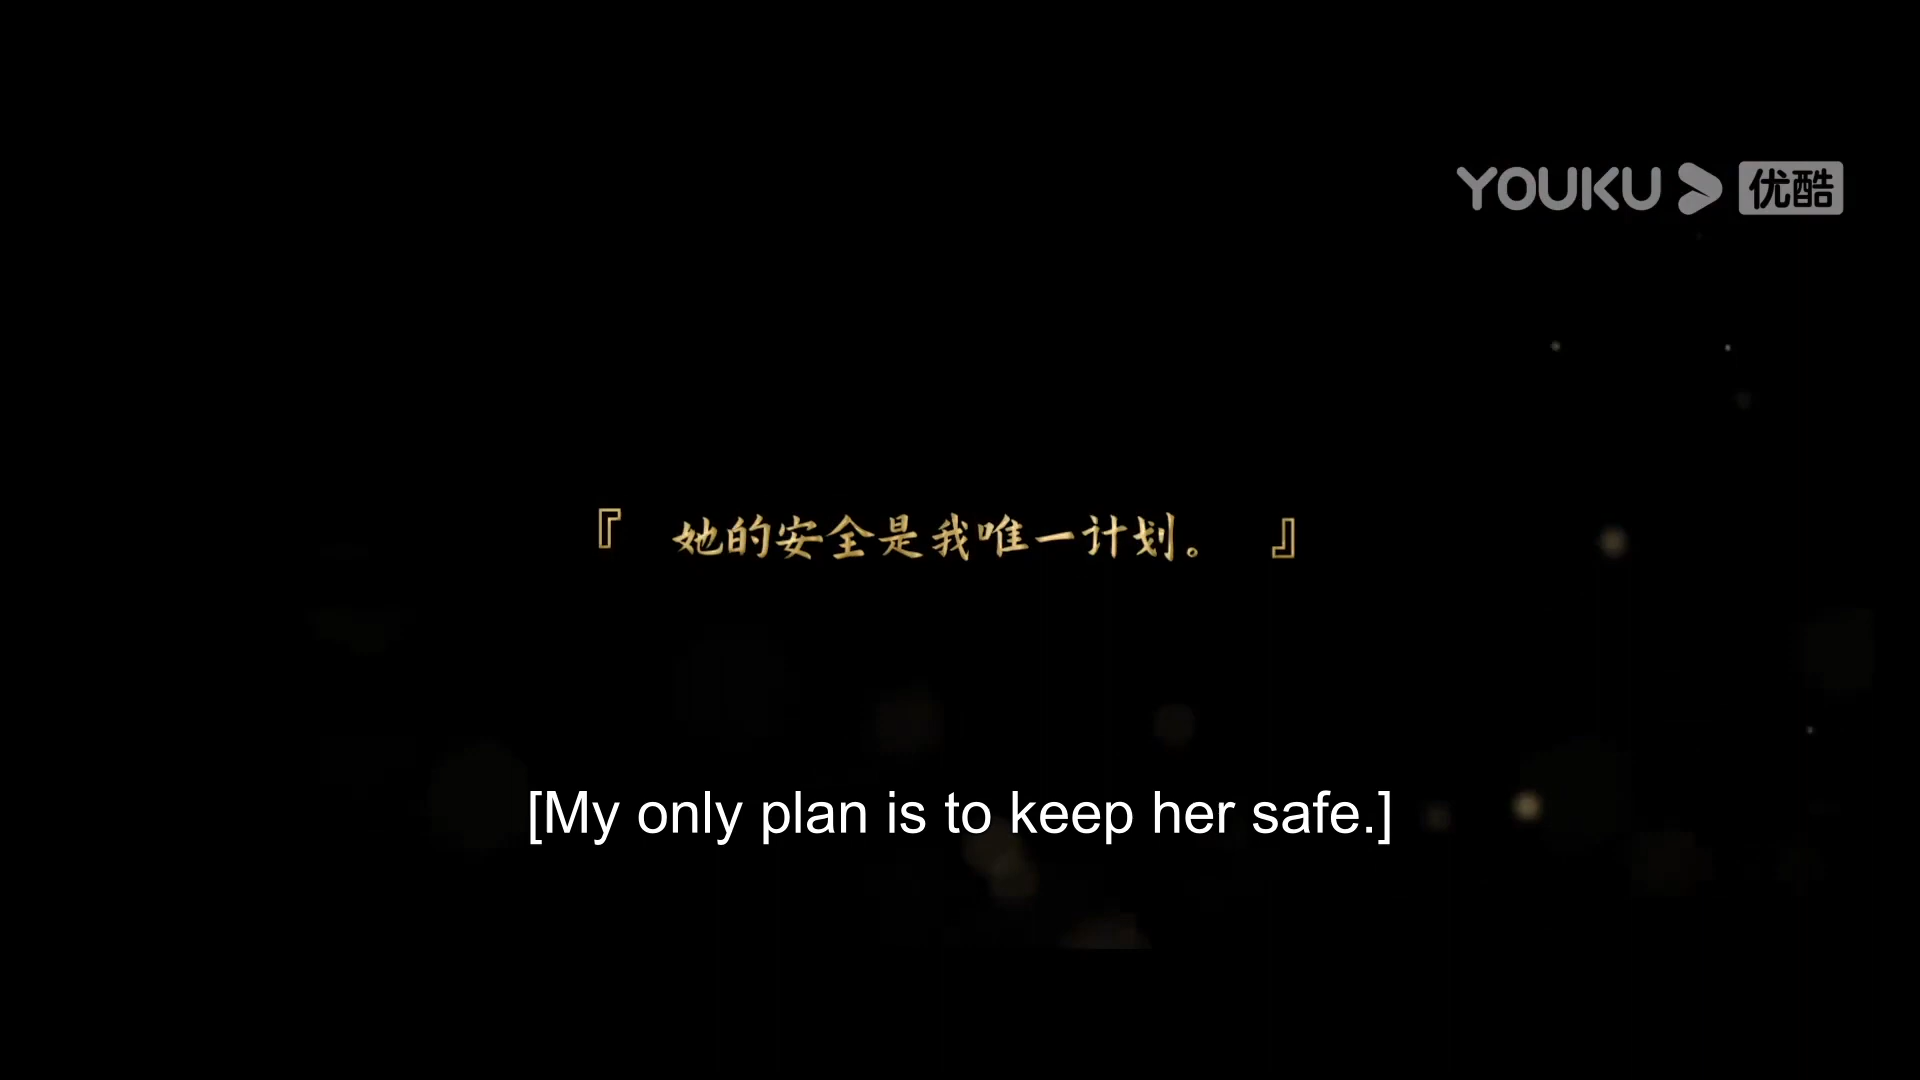 YOUKU 优酷
『 她的安全是我唯一计划。 』
[My only plan is to keep her safe.]